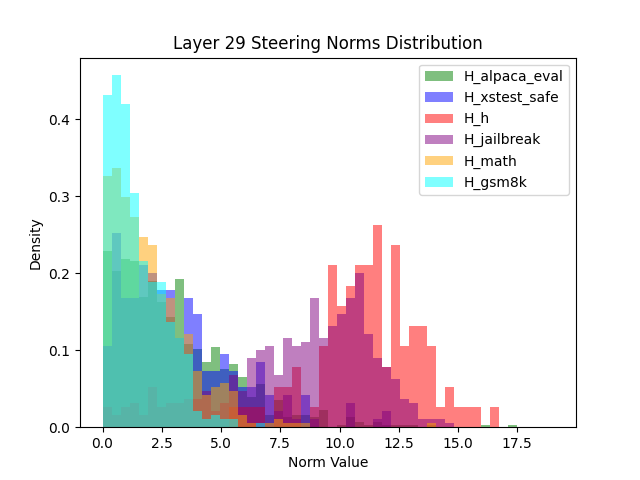 Layer 29 Steering Norms Distribution
H_alpaca_eval
H_xstest_safe
H_h
H_jailbreak
H_math
H_gsm8k
Density
0.4
0.3
0.2
0.1
0.0
0.0 2.5 5.0 7.5 10.0 12.5 15.0 17.5
Norm Value